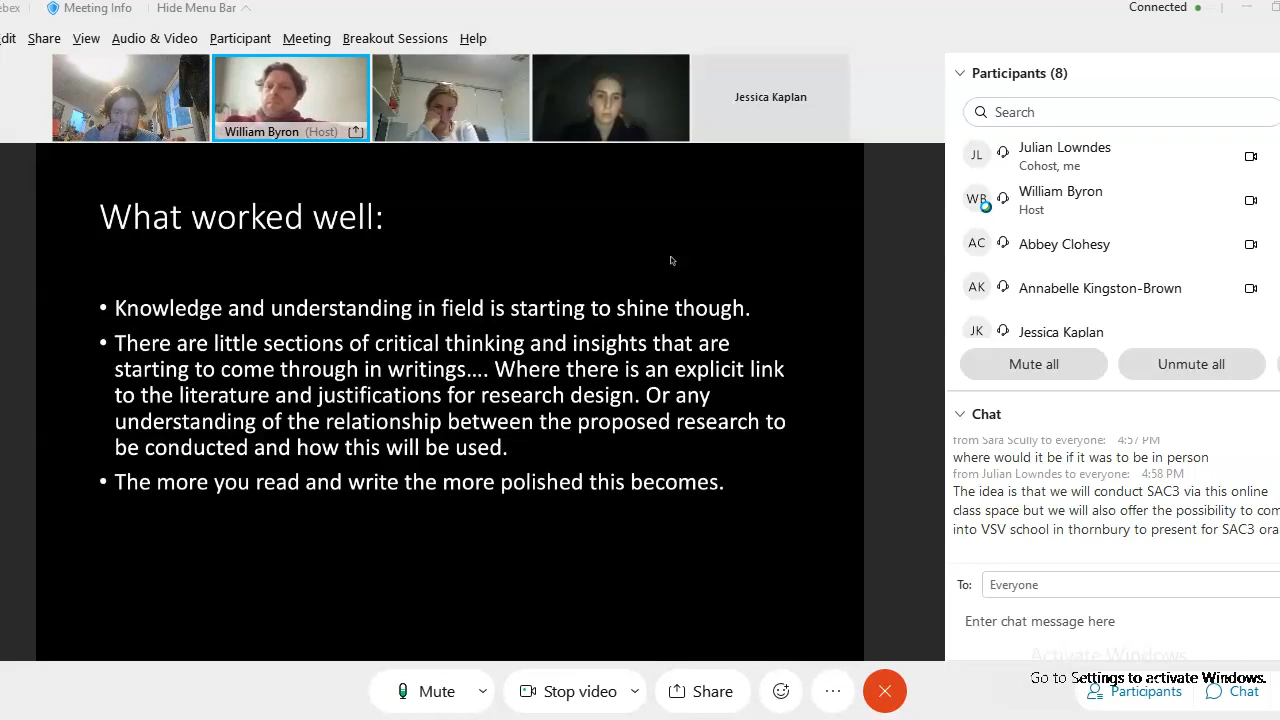 ebex
Meeting Info
Hide Menu Bar
Connected
dit Share View Audio & Video Participant Meeting Breakout Sessions Help
William Byron (Host)
Jessica Kaplan
What worked well:
• Knowledge and understanding in field is starting to shine though.
• There are little sections of critical thinking and insights that are
starting to come through in writings…. Where there is an explicit link
to the literature and justifications for research design. Or any
understanding of the relationship between the proposed research to
be conducted and how this will be used.
• The more you read and write the more polished this becomes.
Participants (8)
Search
JL Julian Lowndes
Cohost, me
WB William Byron
Host
AC Abbey Clohesy
AK Annabelle Kingston-Brown
JK Jessica Kaplan
Mute all
Unmute all
Chat
from Sara Scully to everyone: 4:57 PM
where would it be if it was to be in person
from Julian Lowndes to everyone: 4:58 PM
The idea is that we will conduct SAC3 via this online
class space but we will also offer the possibility to com
into VSV school in thornbury to present for SAC3 ora
To: Everyone
Enter chat message here
Activate Windows
Go to Settings to activate Windows.
Mute
Stop video
Share
Participants
Chat